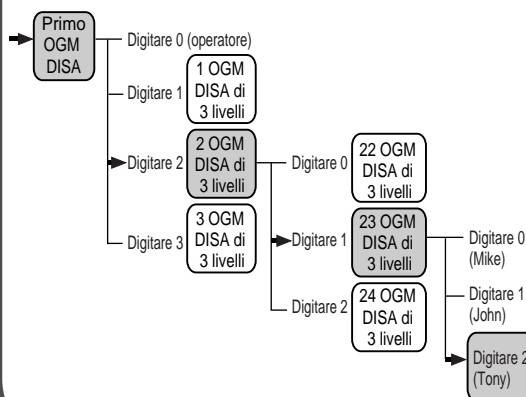 Primo
OGM
DISA
Digitare 0 (operatore)
Digitare 1
1 OGM
DISA di
3 livelli
Digitare 2
2 OGM
DISA di
3 livelli
Digitare 3
3 OGM
DISA di
3 livelli
Digitare 0
22 OGM
DISA di
3 livelli
Digitare 1
23 OGM
DISA di
3 livelli
Digitare 2
24 OGM
DISA di
3 livelli
Digitare 0
(Mike)
Digitare 1
(John)
Digitare 2
(Tony)